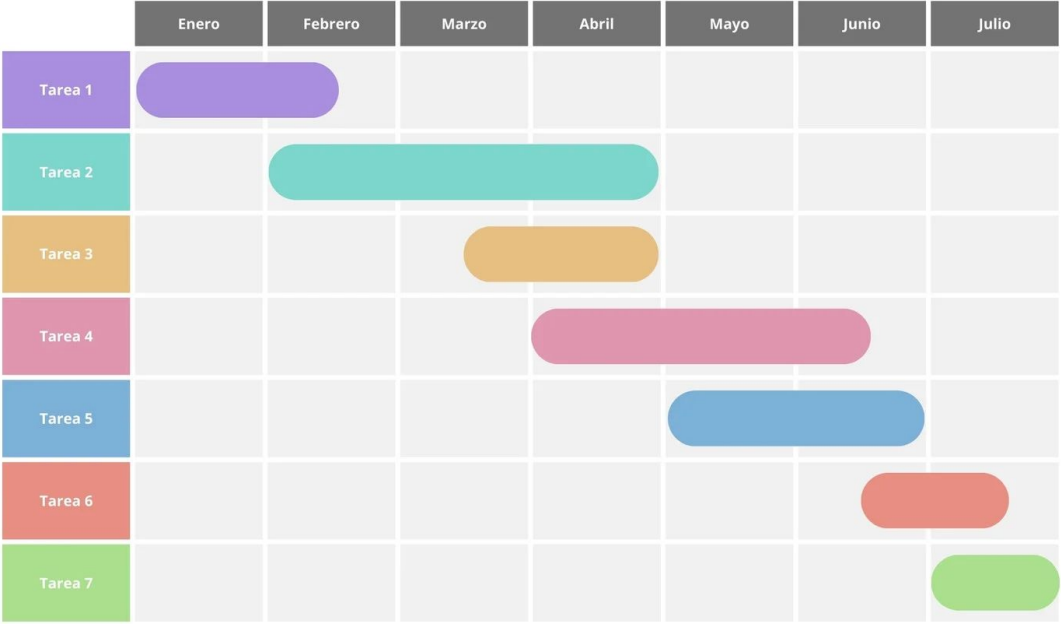 Enero Febrero Marzo Abril Mayo Junio Julio
Tarea 1
Tarea 2
Tarea 3
Tarea 4
Tarea 5
Tarea 6
Tarea 7